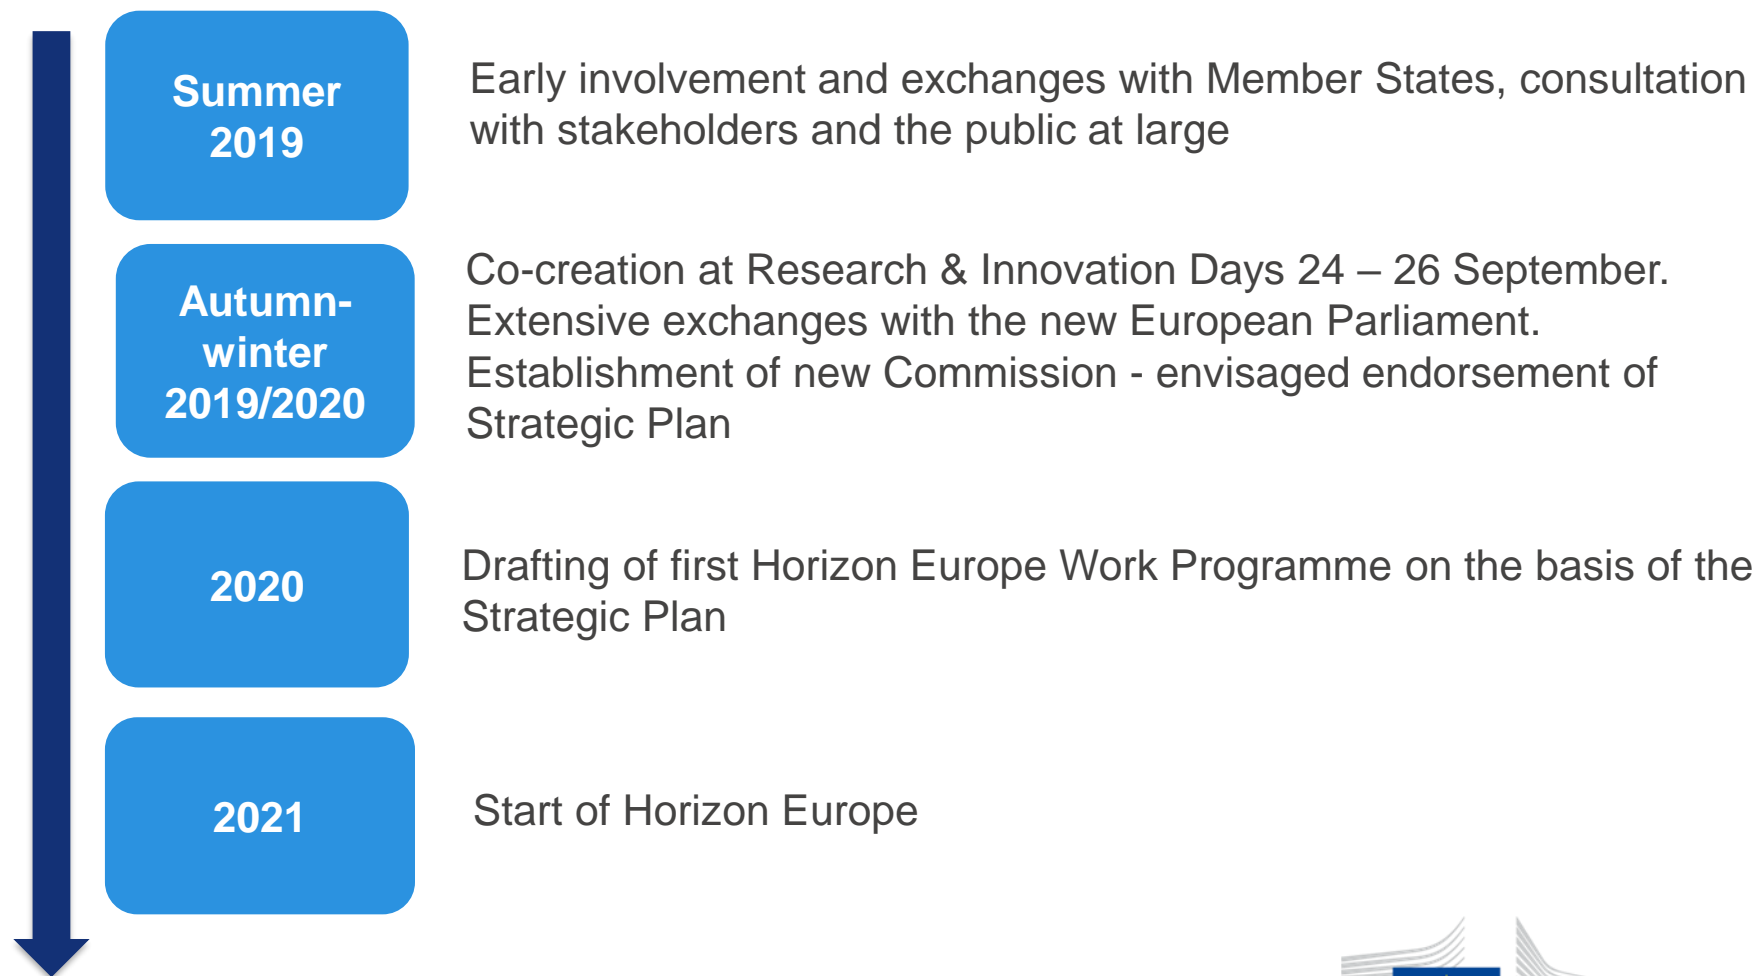 Summer
2019
Early involvement and exchanges with Member States, consultation
with stakeholders and the public at large
Autumn-
winter
2019/2020
Co-creation at Research & Innovation Days 24 – 26 September.
Extensive exchanges with the new European Parliament.
Establishment of new Commission - envisaged endorsement of
Strategic Plan
2020
Drafting of first Horizon Europe Work Programme on the basis of the
Strategic Plan
2021
Start of Horizon Europe